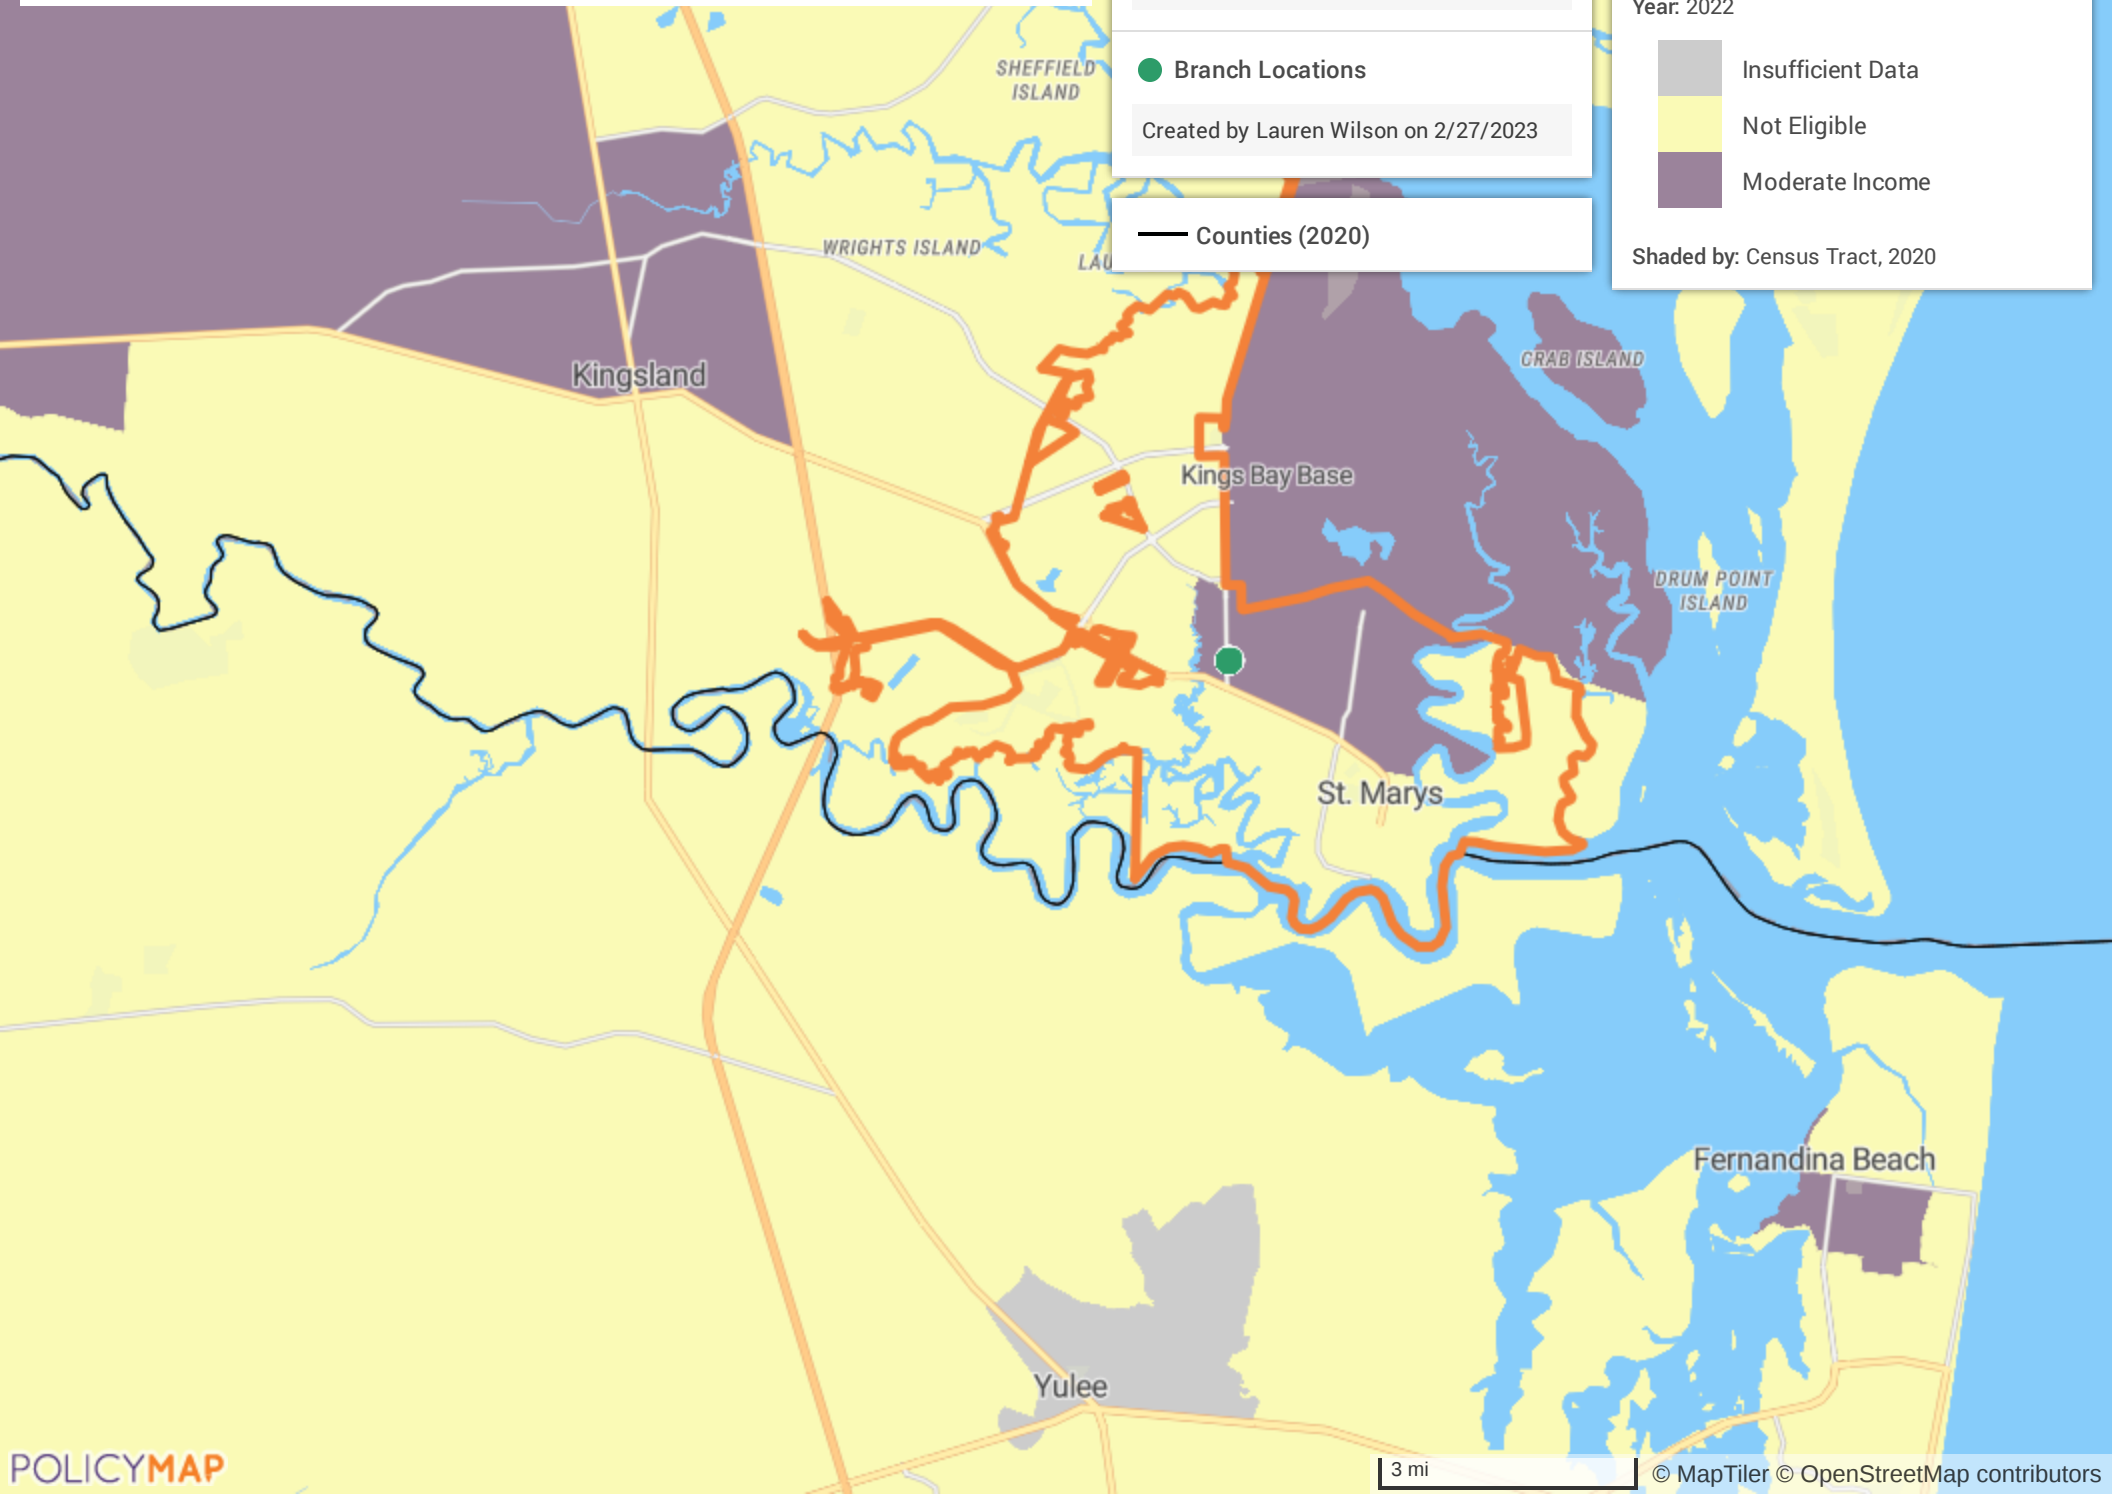 Year: 2022
Branch Locations
Created by Lauren Wilson on 2/27/2023
Counties (2020)
Insufficient Data
Not Eligible
Moderate Income
Shaded by: Census Tract, 2020
SHEFFIELD
ISLAND
WRIGHTS ISLAND
LAU
CRAB ISLAND
Kingsland
Kings Bay Base
DRUM POINT
ISLAND
St. Marys
Fernandina Beach
Yulee
POLICYMAP
3 mi
© MapTiler © OpenStreetMap contributors